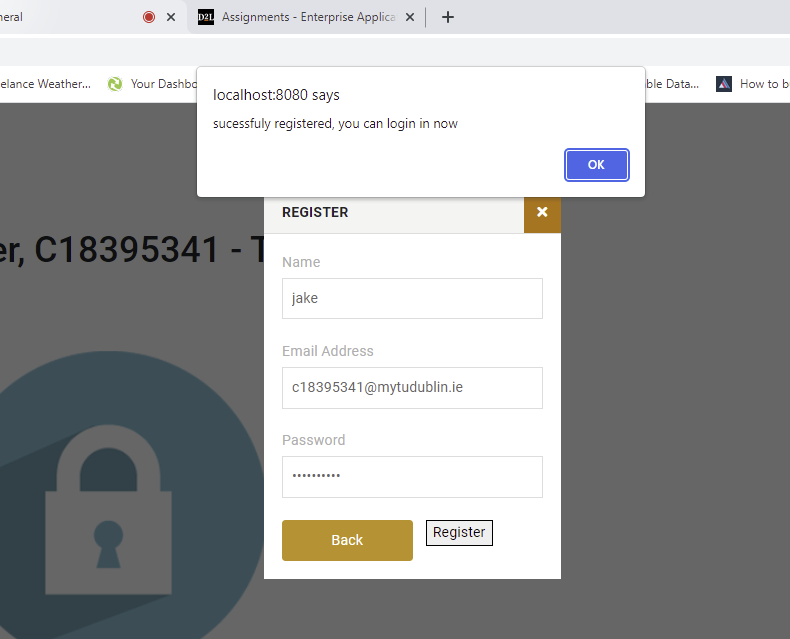 neral
D2L Assignments - Enterprise Applica
elance Weather...
Your Dashbo
ble Data...
How to b
localhost:8080 says
sucessfuly registered, you can login in now
OK
REGISTER
er, C18395341 - T
Name
jake
Email Address
c18395341@mytudublin.ie
Password
Back
Register